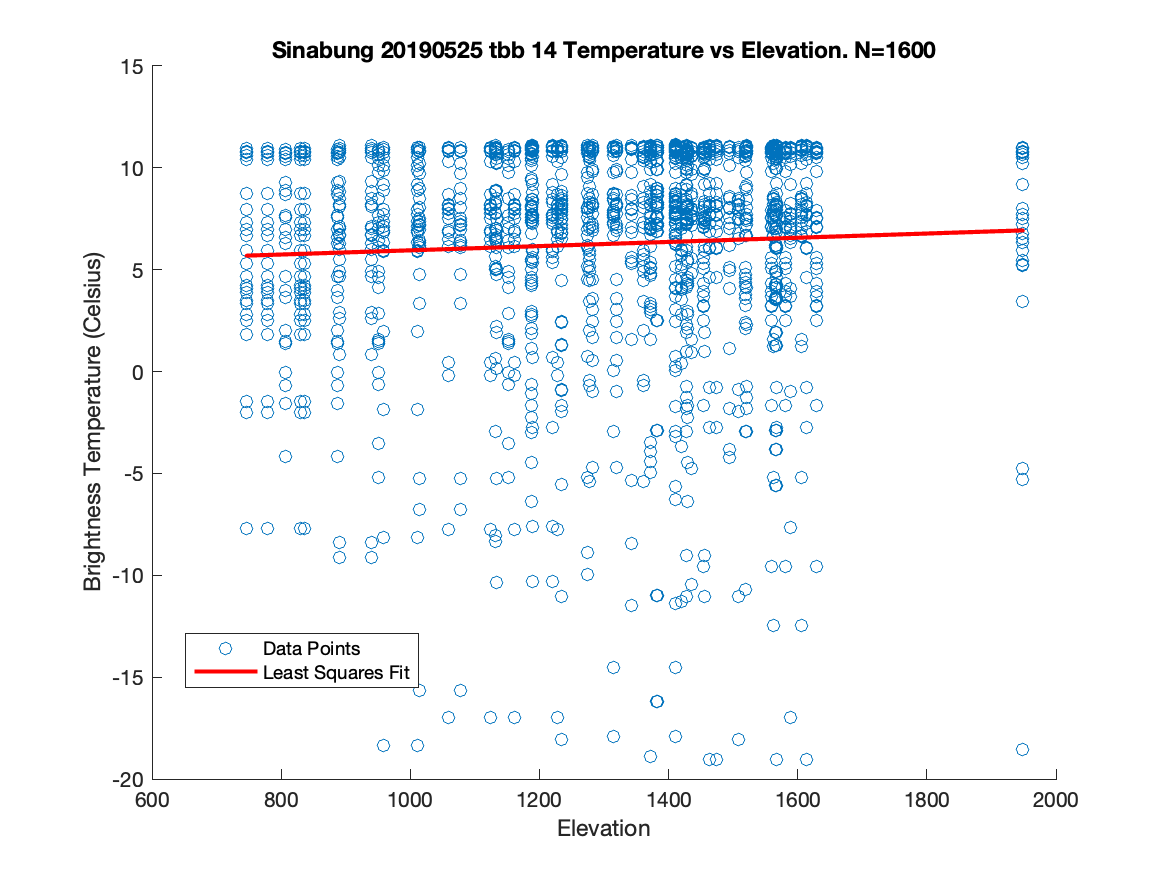 Sinabung 20190525 tbb 14 Temperature vs Elevation. N=1600
15
10
5
0
-5
-10
-15
-20
Brightness Temperature (Celsius)
Data Points
Least Squares Fit
600 800 1000 1200 1400 1600 1800 2000
Elevation